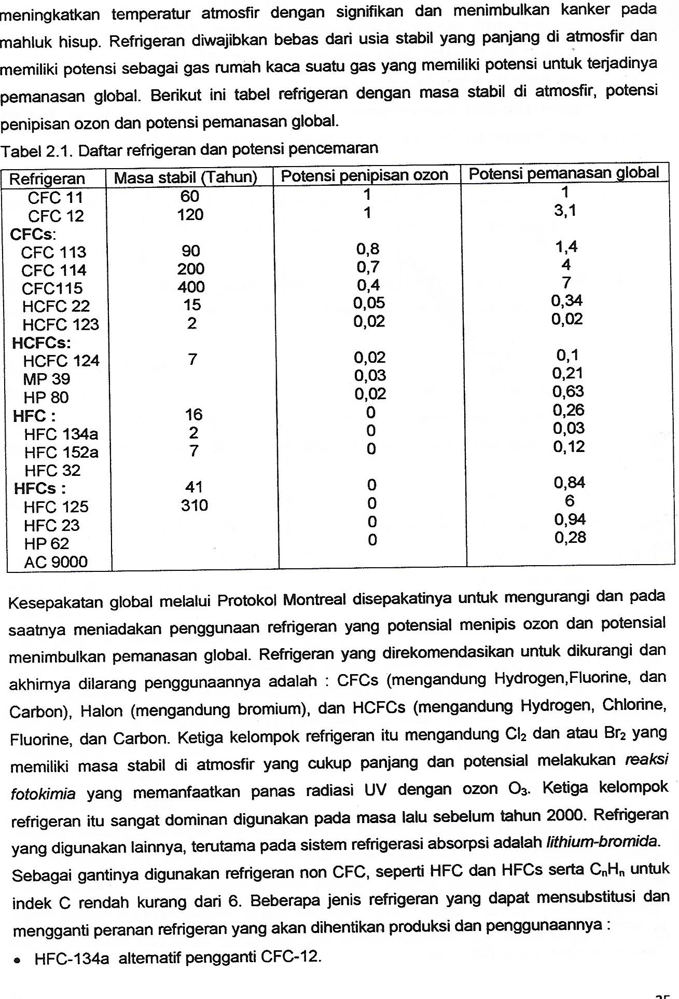 meningkatkan temperatur atmosfir dengan signifikan dan menimbulkan kanker pada
mahluk hisup. Refrigeran diwajibkan bebas dari usia stabil yang panjang di atmosfir dan
memiliki potensi sebagai gas rumah kaca suatu gas yang memiliki potensi untuk terjadinya
pemanasan global. Berikut ini tabel refrigeran dengan masa stabil di atmosfir, potensi
penipisan ozon dan potensi pemanasan global.
Tabel 2.1. Daftar refrigeran dan potensi pencemaran
Refrigeran Masa stabil (Tahun) Potensi penipisan ozon Potensi pemanasan global
CFC 11 60 1 1
CFC 12 120 1 3,1
CFCs:
CFC 113 90 0,8 1,4
CFC 114 200 0,7 4
CFC115 400 0,4 7
HCFC 22 15 0,05 0,34
HCFC 123 2 0,02 0,02
HCFCs:
HCFC 124 7 0,02 0,1
MP 39 0,03 0,21
HP 80 0,02 0,63
HFC : 16 0 0,26
HFC 134a 2 0 0,03
HFC 152a 7 0 0,12
HFC 32
HFCs : 41 0 0,84
HFC 125 310 0 6
HFC 23 0 0,94
HP 62 0 0,28
AC 9000
Kesepakatan global melalui Protokol Montreal disepakatinya untuk mengurangi dan pada
saatnya meniadakan penggunaan refrigeran yang potensial menipis ozon dan potensial
menimbulkan pemanasan global. Refrigeran yang direkomendasikan untuk dikurangi dan
akhirnya dilarang penggunaannya adalah : CFCs (mengandung Hydrogen,Fluorine, dan
Carbon), Halon (mengandung bromium), dan HCFCs (mengandung Hydrogen, Chlorine,
Fluorine, dan Carbon. Ketiga kelompok refrigeran itu mengandung Cl₂ dan atau Br₂ yang
memiliki masa stabil di atmosfir yang cukup panjang dan potensial melakukan reaksi
fotokimia yang memanfaatkan panas radiasi UV dengan ozon O₃. Ketiga kelompok
refrigeran itu sangat dominan digunakan pada masa lalu sebelum tahun 2000. Refrigeran
yang digunakan lainnya, terutama pada sistem refrigerasi absorpsi adalah lithium-bromida.
Sebagai gantinya digunakan refrigeran non CFC, seperti HFC dan HFCs serta CₙHₙ untuk
indek C rendah kurang dari 6. Beberapa jenis refrigeran yang dapat mensubstitusi dan
mengganti peranan refrigeran yang akan dihentikan produksi dan penggunaannya :
• HFC-134a alternatif pengganti CFC-12.